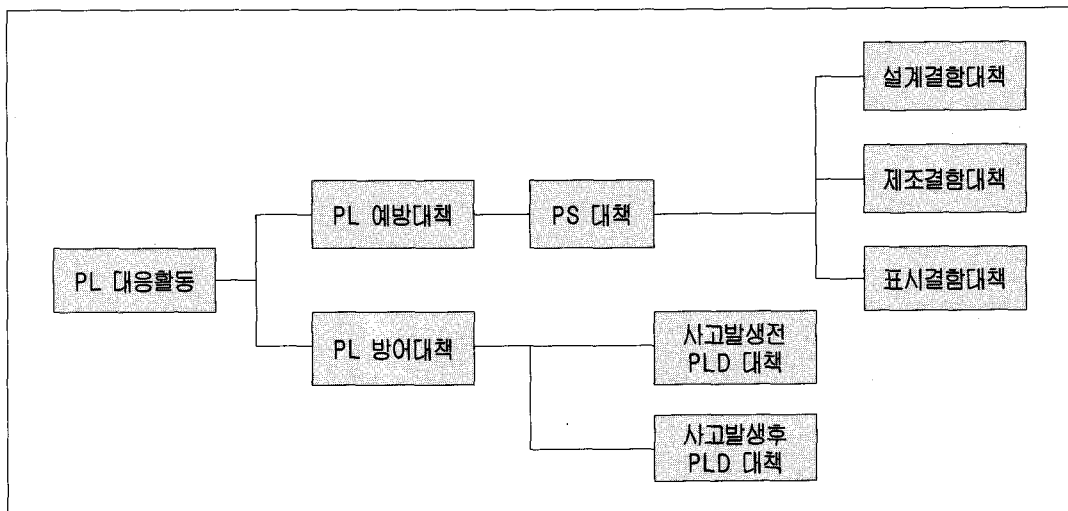 설계결함대책
제조결함대책
PL 예방대책
PS 대책
PL 대응활동
표시결함대책
PL 방어대책
사고발생전
PLD 대책
사고발생후
PLD 대책